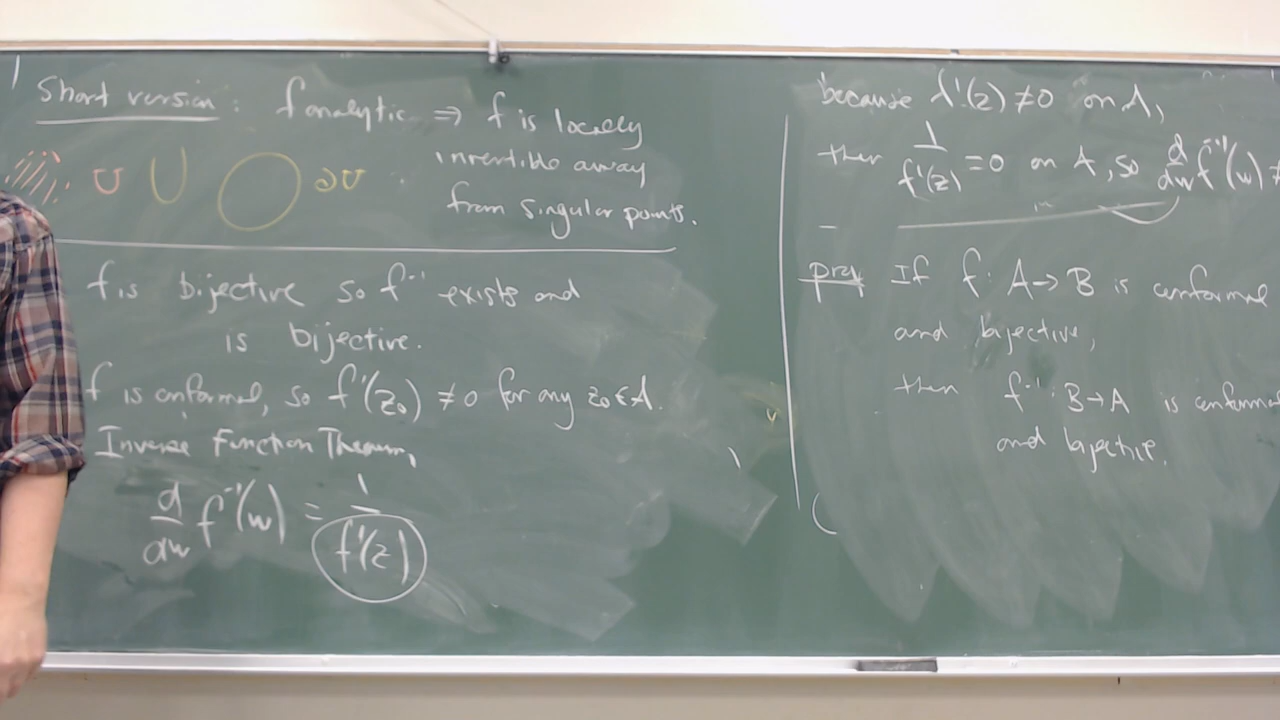 Short version: f analytic ⇒ f is locally
invertible away
from singular points.
U U ∂U
f is bijective so f⁻¹ exists and
is bijective.
f is conformal, so f'(z₀) ≠ 0 for any z₀ ∈ A.
Inverse Function Theorem,
d/dw f⁻¹(w) = 1/f'(z)
because f'(z) ≠ 0 on A,
then 1/f'(z) = 0 on A, so d/dw f⁻¹(w) ≠
If f: A → B is conformal
and bijective,
then f⁻¹: B → A is conforma
and bijective.